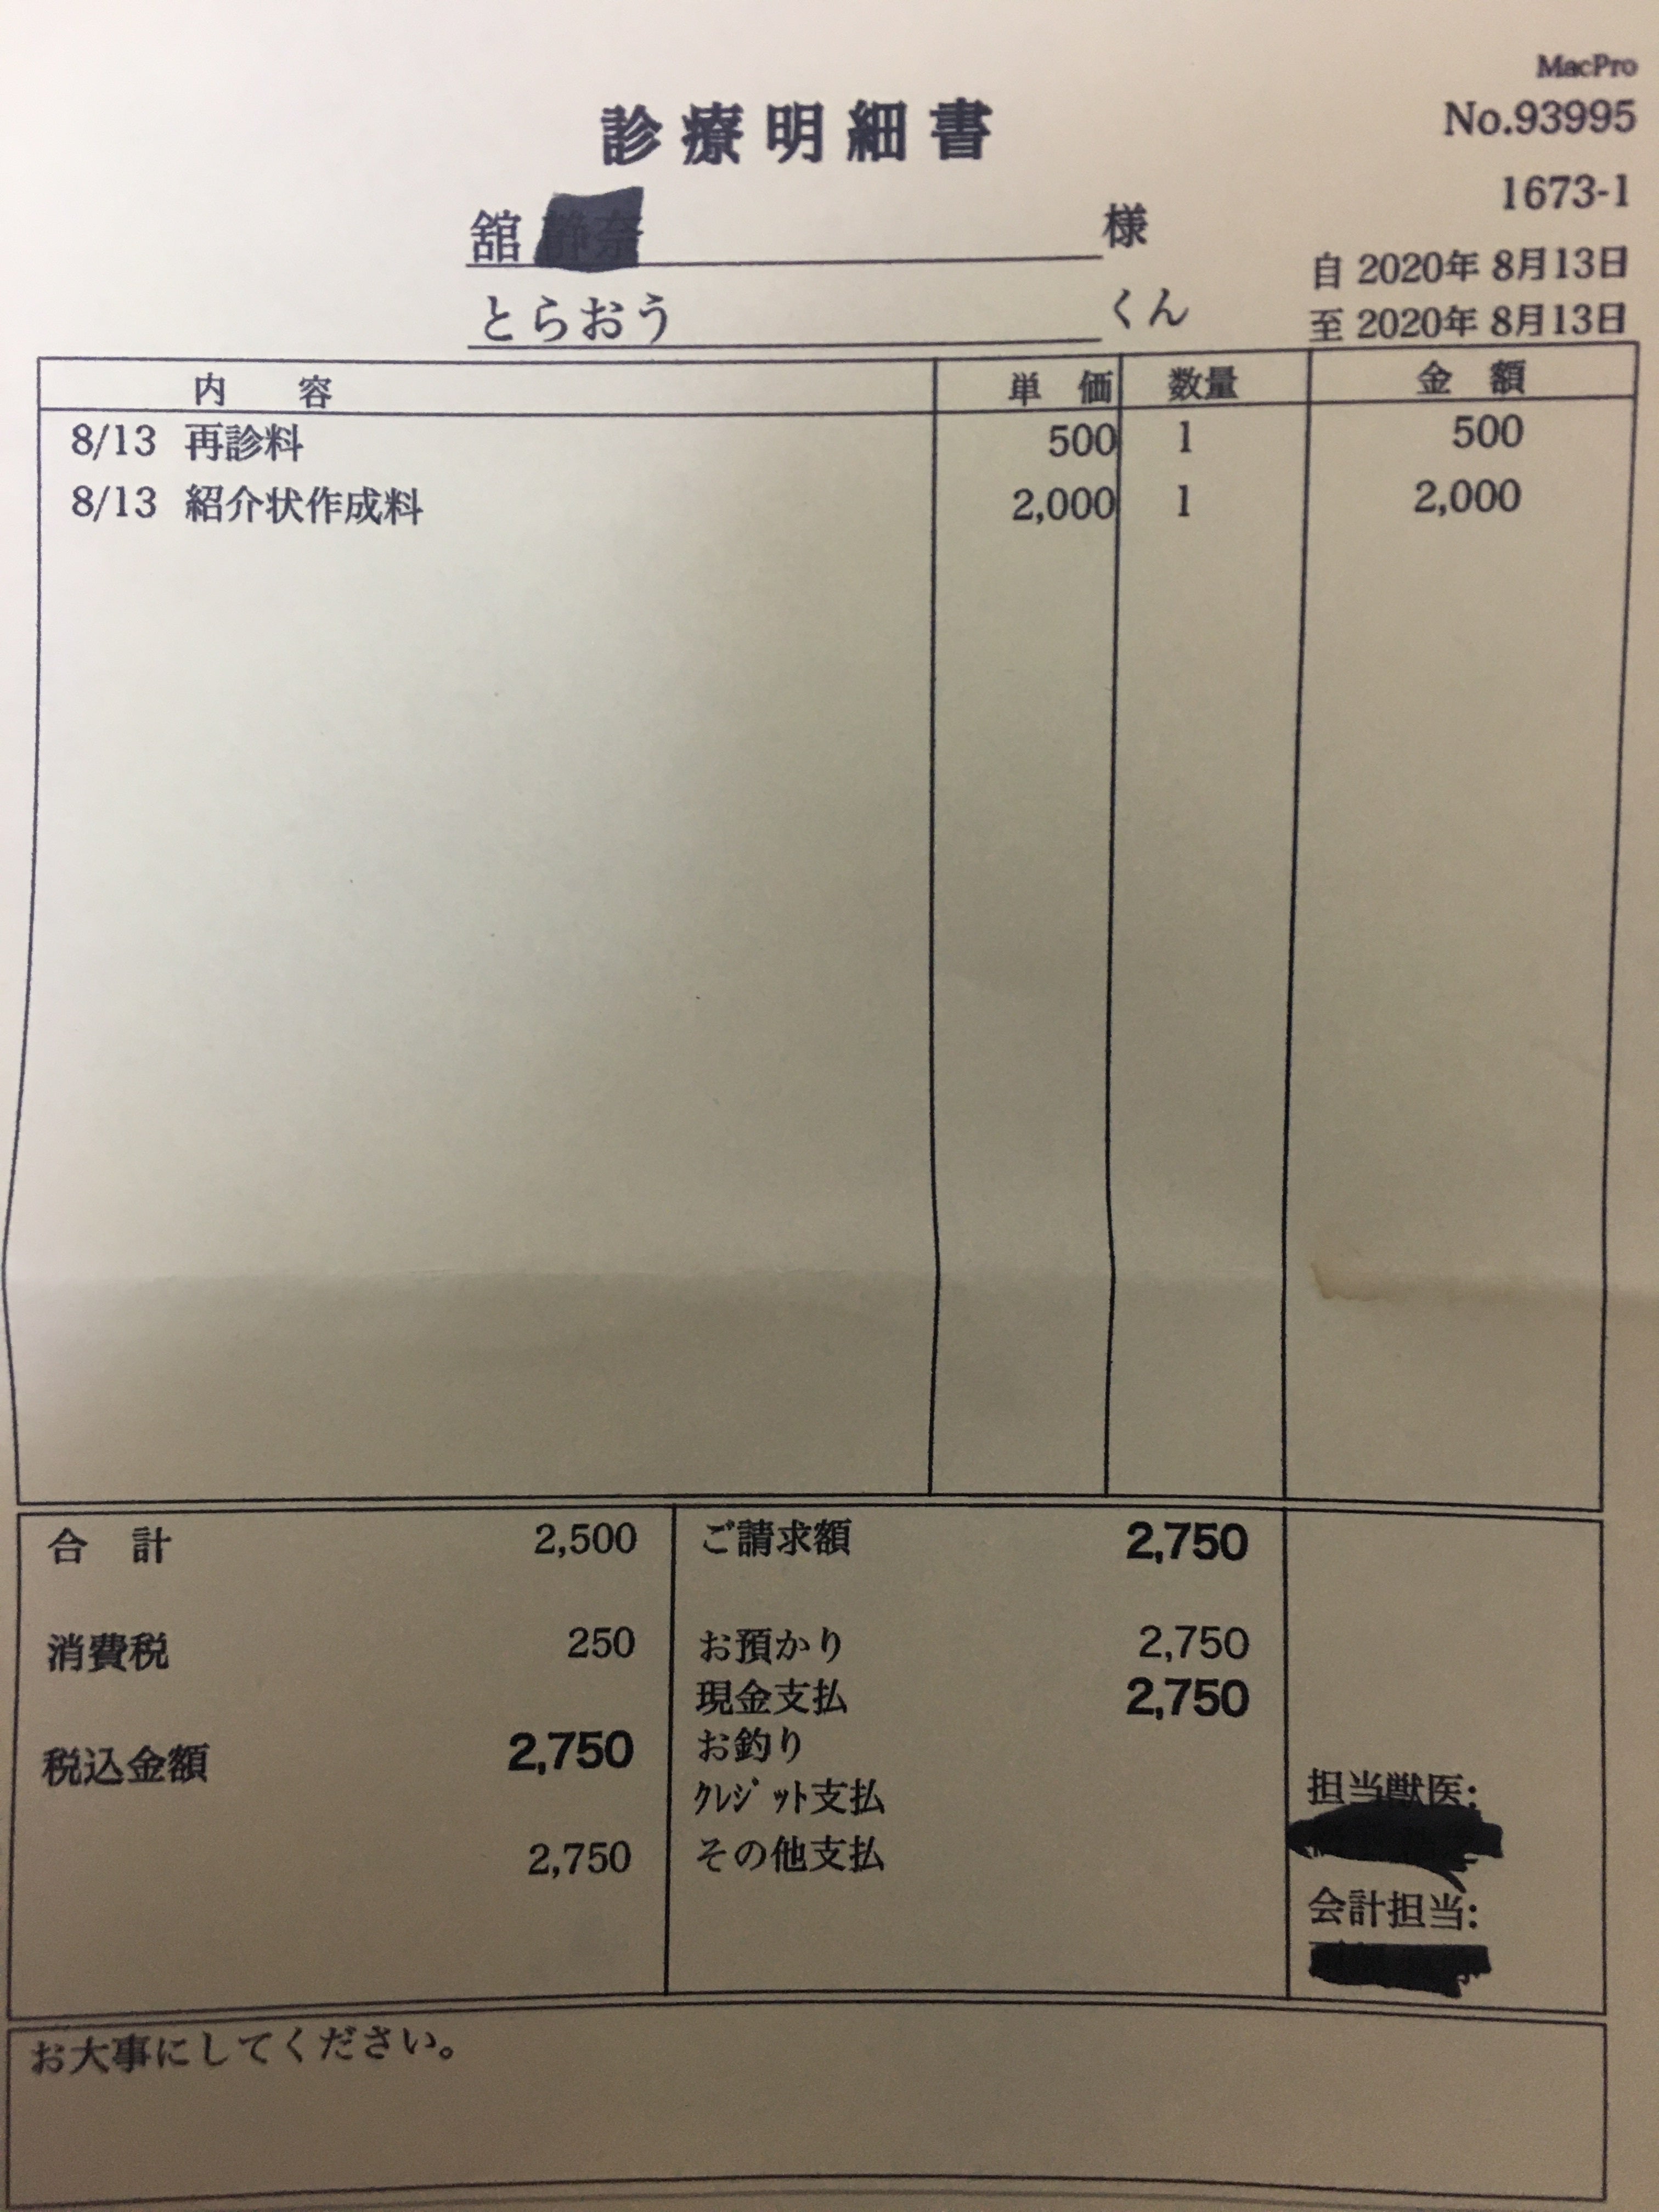 MacPro
診療明細書
No.93995
1673-1
舘 様
自 2020年 8月13日
とらおう くん
至 2020年 8月13日
内 容 単 価 数量 金 額
8/13 再診料 500 1 500
8/13 紹介状作成料 2,000 1 2,000
合 計 2,500
消費税 250
税込金額 2,750
2,750
ご請求額 2,750
お預かり 2,750
現金支払 2,750
お釣り
ｸﾚｼﾞｯﾄ支払
その他支払
担当獣医:
会計担当:
お大事にしてください。